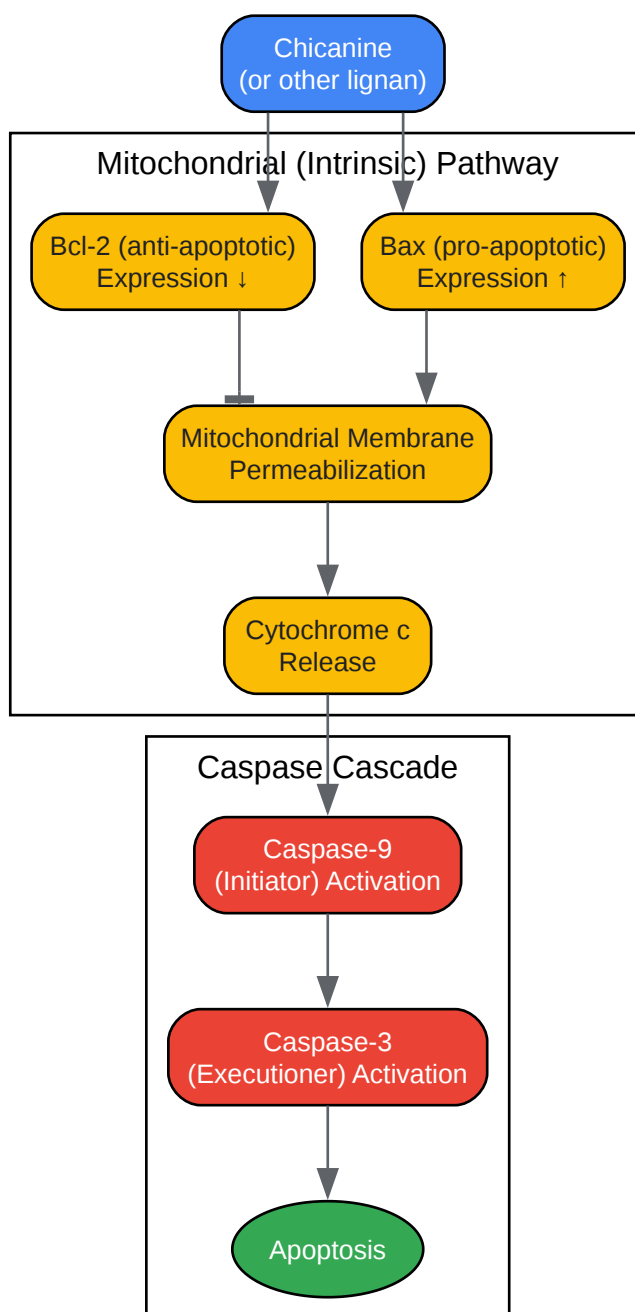 Chicanine
(or other lignan)
Mitochondrial (Intrinsic) Pathway
Bcl-2 (anti-apoptotic)
Expression ↓
Bax (pro-apoptotic)
Expression ↑
Mitochondrial Membrane
Permeabilization
Cytochrome c
Release
Caspase Cascade
Caspase-9
(Initiator) Activation
Caspase-3
(Executioner) Activation
Apoptosis